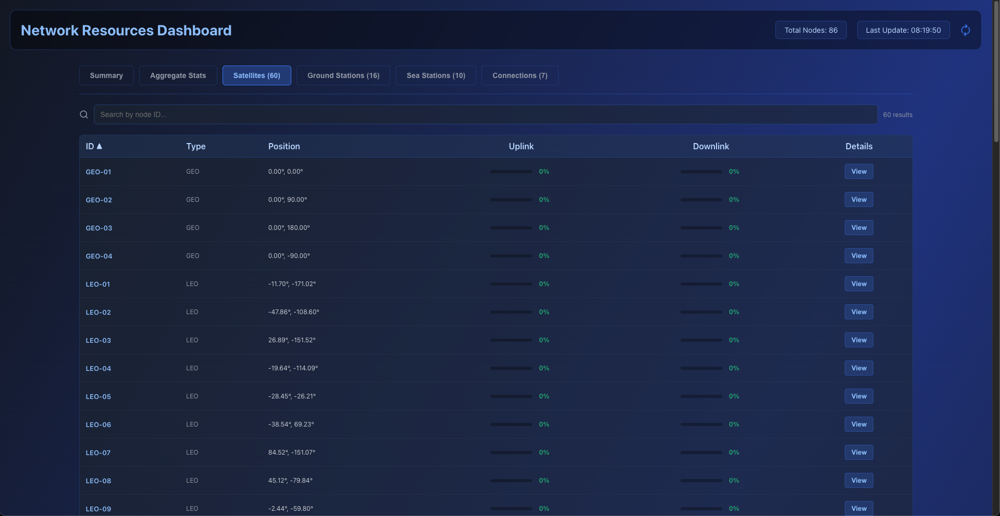 Network Resources Dashboard
Total Nodes: 86
Last Update: 08:19:50
Summary Aggregate Stats Satellites (60) Ground Stations (16) Sea Stations (10) Connections (7)
Search by node ID... 60 results
ID ▲ Type Position Uplink Downlink Details
GEO-01 GEO 0.00°, 0.00° 0% 0% View
GEO-02 GEO 0.00°, 90.00° 0% 0% View
GEO-03 GEO 0.00°, 180.00° 0% 0% View
GEO-04 GEO 0.00°, -90.00° 0% 0% View
LEO-01 LEO -11.70°, -171.02° 0% 0% View
LEO-02 LEO -47.86°, -108.60° 0% 0% View
LEO-03 LEO 26.89°, -151.52° 0% 0% View
LEO-04 LEO -19.64°, -114.09° 0% 0% View
LEO-05 LEO -28.45°, -26.21° 0% 0% View
LEO-06 LEO -38.54°, 69.23° 0% 0% View
LEO-07 LEO 84.52°, -151.07° 0% 0% View
LEO-08 LEO 45.12°, -79.84° 0% 0% View
LEO-09 LEO -2.44°, -59.80° 0% 0% View